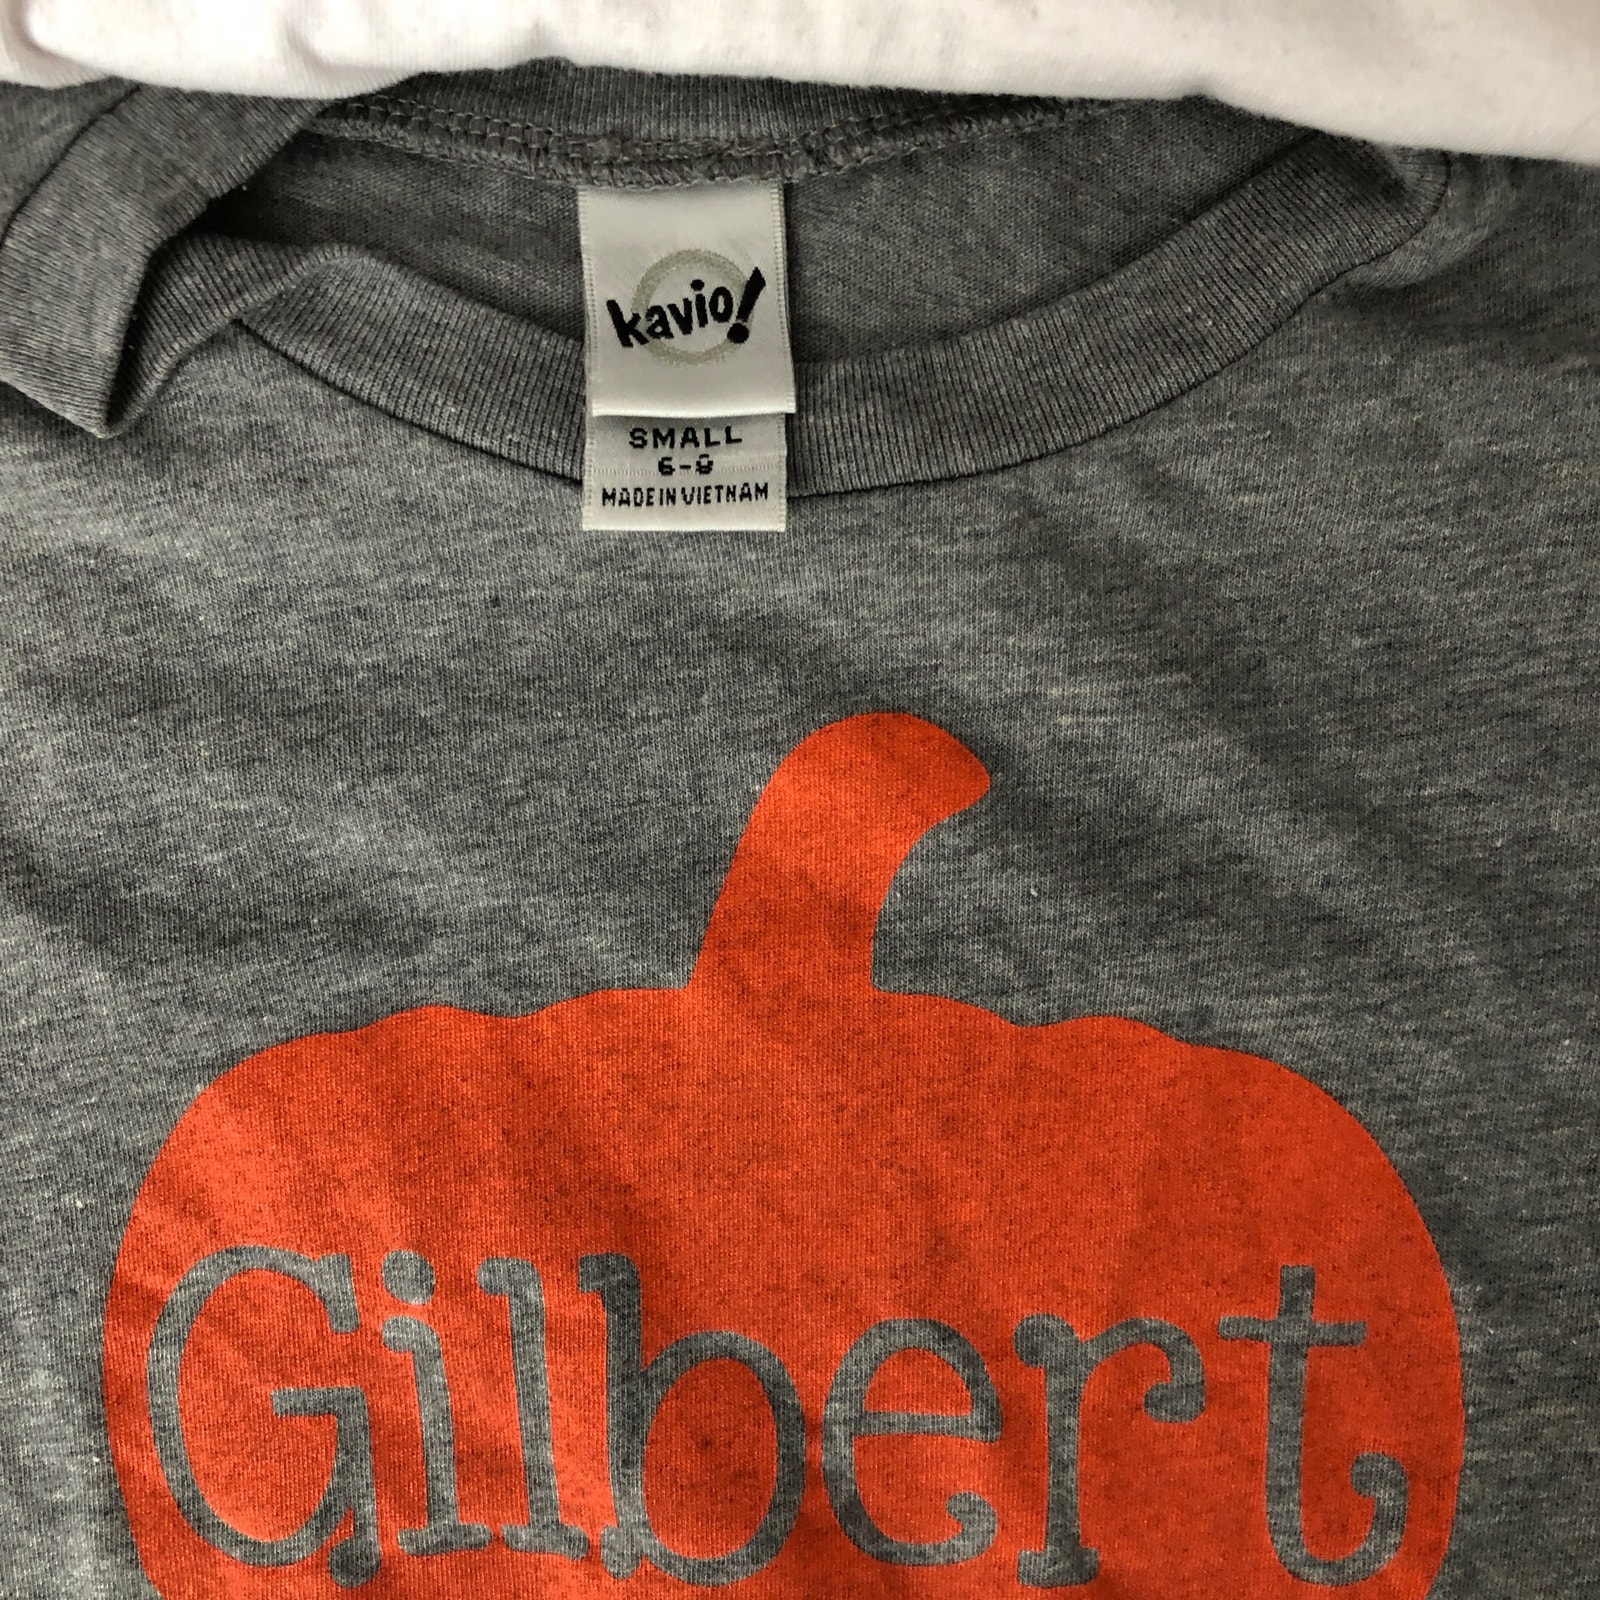 kavio!
SMALL
6-8
MADE IN VIETNAM
Gilbert